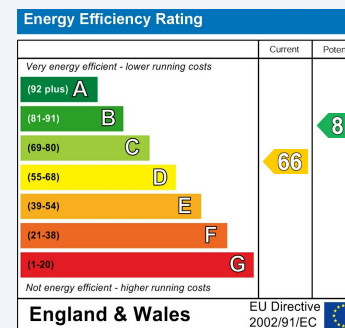 Energy Efficiency Rating
Current
Very energy efficient - lower running costs
(92 plus) A
(81-91) B
(69-80) C
(55-68) D
(39-54) E
(21-38) F
(1-20) G
66
Not energy efficient - higher running costs
England & Wales
EU Directive
2002/91/EC